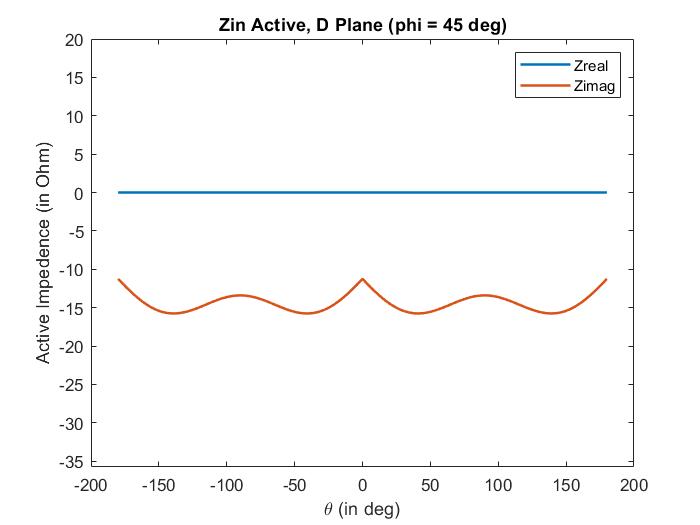 Zin Active, D Plane (phi = 45 deg)
Zreal
Zimag
Active Impedence (in Ohm)
20
15
10
5
0
-5
-10
-15
-20
-25
-30
-35
-200 -150 -100 -50 0 50 100 150 200
θ (in deg)